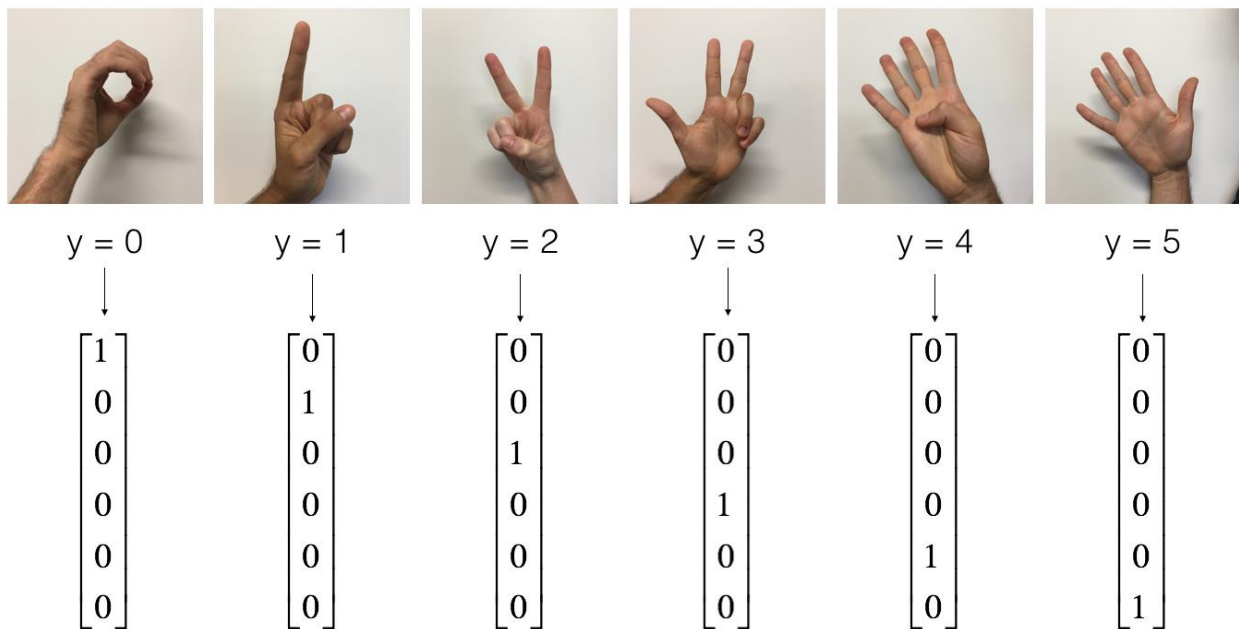 y = 0 y = 1 y = 2 y = 3 y = 4 y = 5
1 0 0 0 0 0
0 1 0 0 0 0
0 0 1 0 0 0
0 0 0 1 0 0
0 0 0 0 1 0
0 0 0 0 0 1